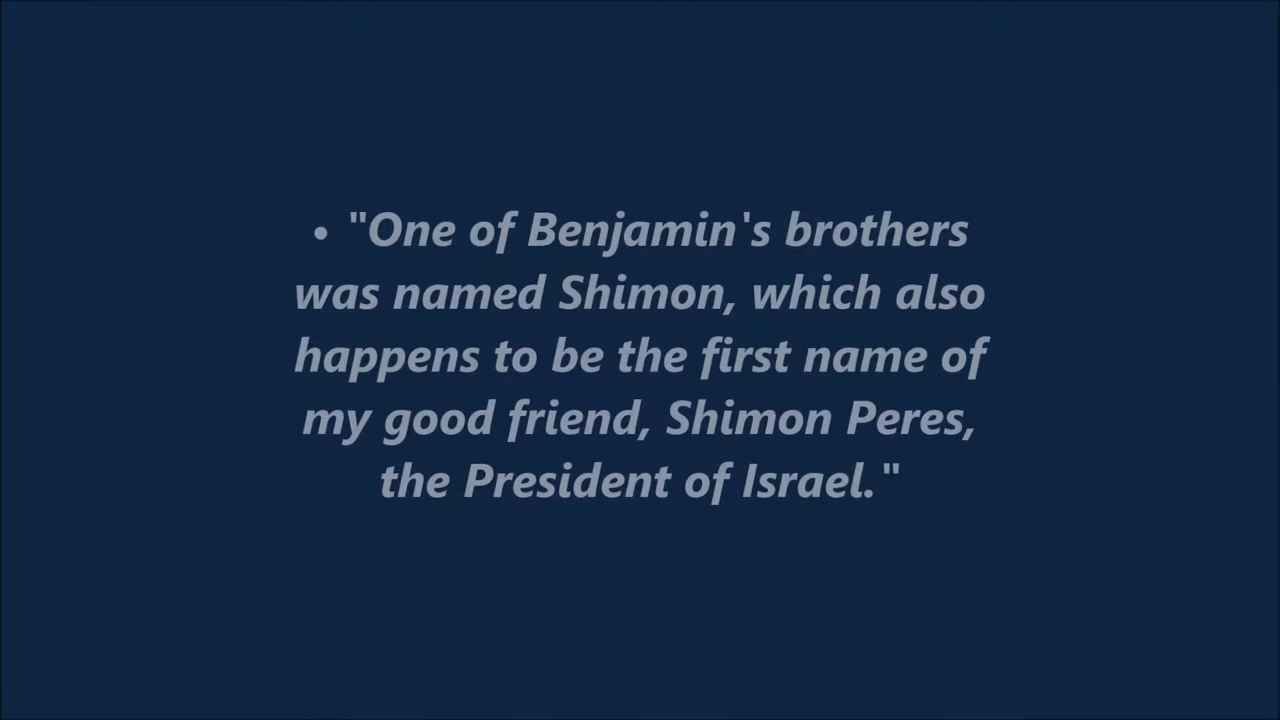 • "One of Benjamin's brothers
was named Shimon, which also
happens to be the first name of
my good friend, Shimon Peres,
the President of Israel."